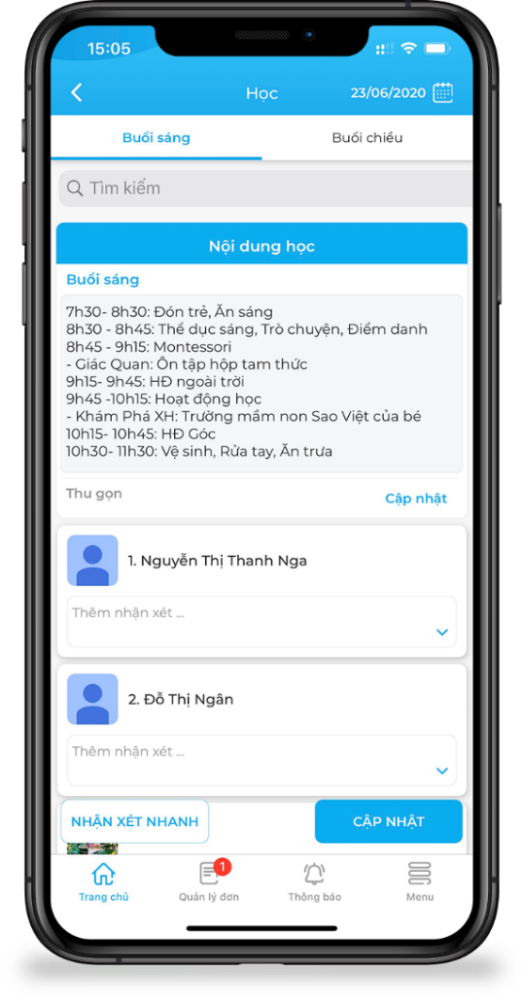 15:05
Học
23/06/2020
Buổi sáng
Buổi chiều
Tìm kiếm
Nội dung học
Buổi sáng
7h30- 8h30: Đón trẻ, Ăn sáng
8h30 - 8h45: Thể dục sáng, Trò chuyện, Điểm danh
8h45 - 9h15: Montessori
- Giác Quan: Ôn tập hộp tam thức
9h15- 9h45: HĐ ngoài trời
9h45 -10h15: Hoạt động học
- Khám Phá XH: Trường mầm non Sao Việt của bé
10h15- 10h45: HĐ Góc
10h30- 11h30: Vệ sinh, Rửa tay, Ăn trưa
Thu gọn
Cập nhật
1. Nguyễn Thị Thanh Nga
Thêm nhận xét ...
2. Đỗ Thị Ngân
Thêm nhận xét ...
NHẬN XÉT NHANH
CẬP NHẬT
1
Trang chủ
Quản lý đơn
Thông báo
Menu